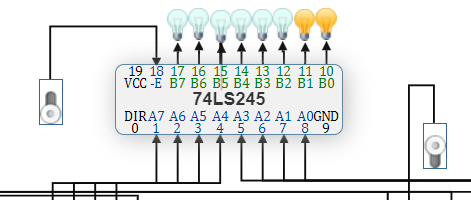 19 18 17 16 15 14 13 12 11 10
VCC -E B7 B6 B5 B4 B3 B2 B1 B0
74LS245
DIR A7 A6 A5 A4 A3 A2 A1 A0 GND
0 1 2 3 4 5 6 7 8 9